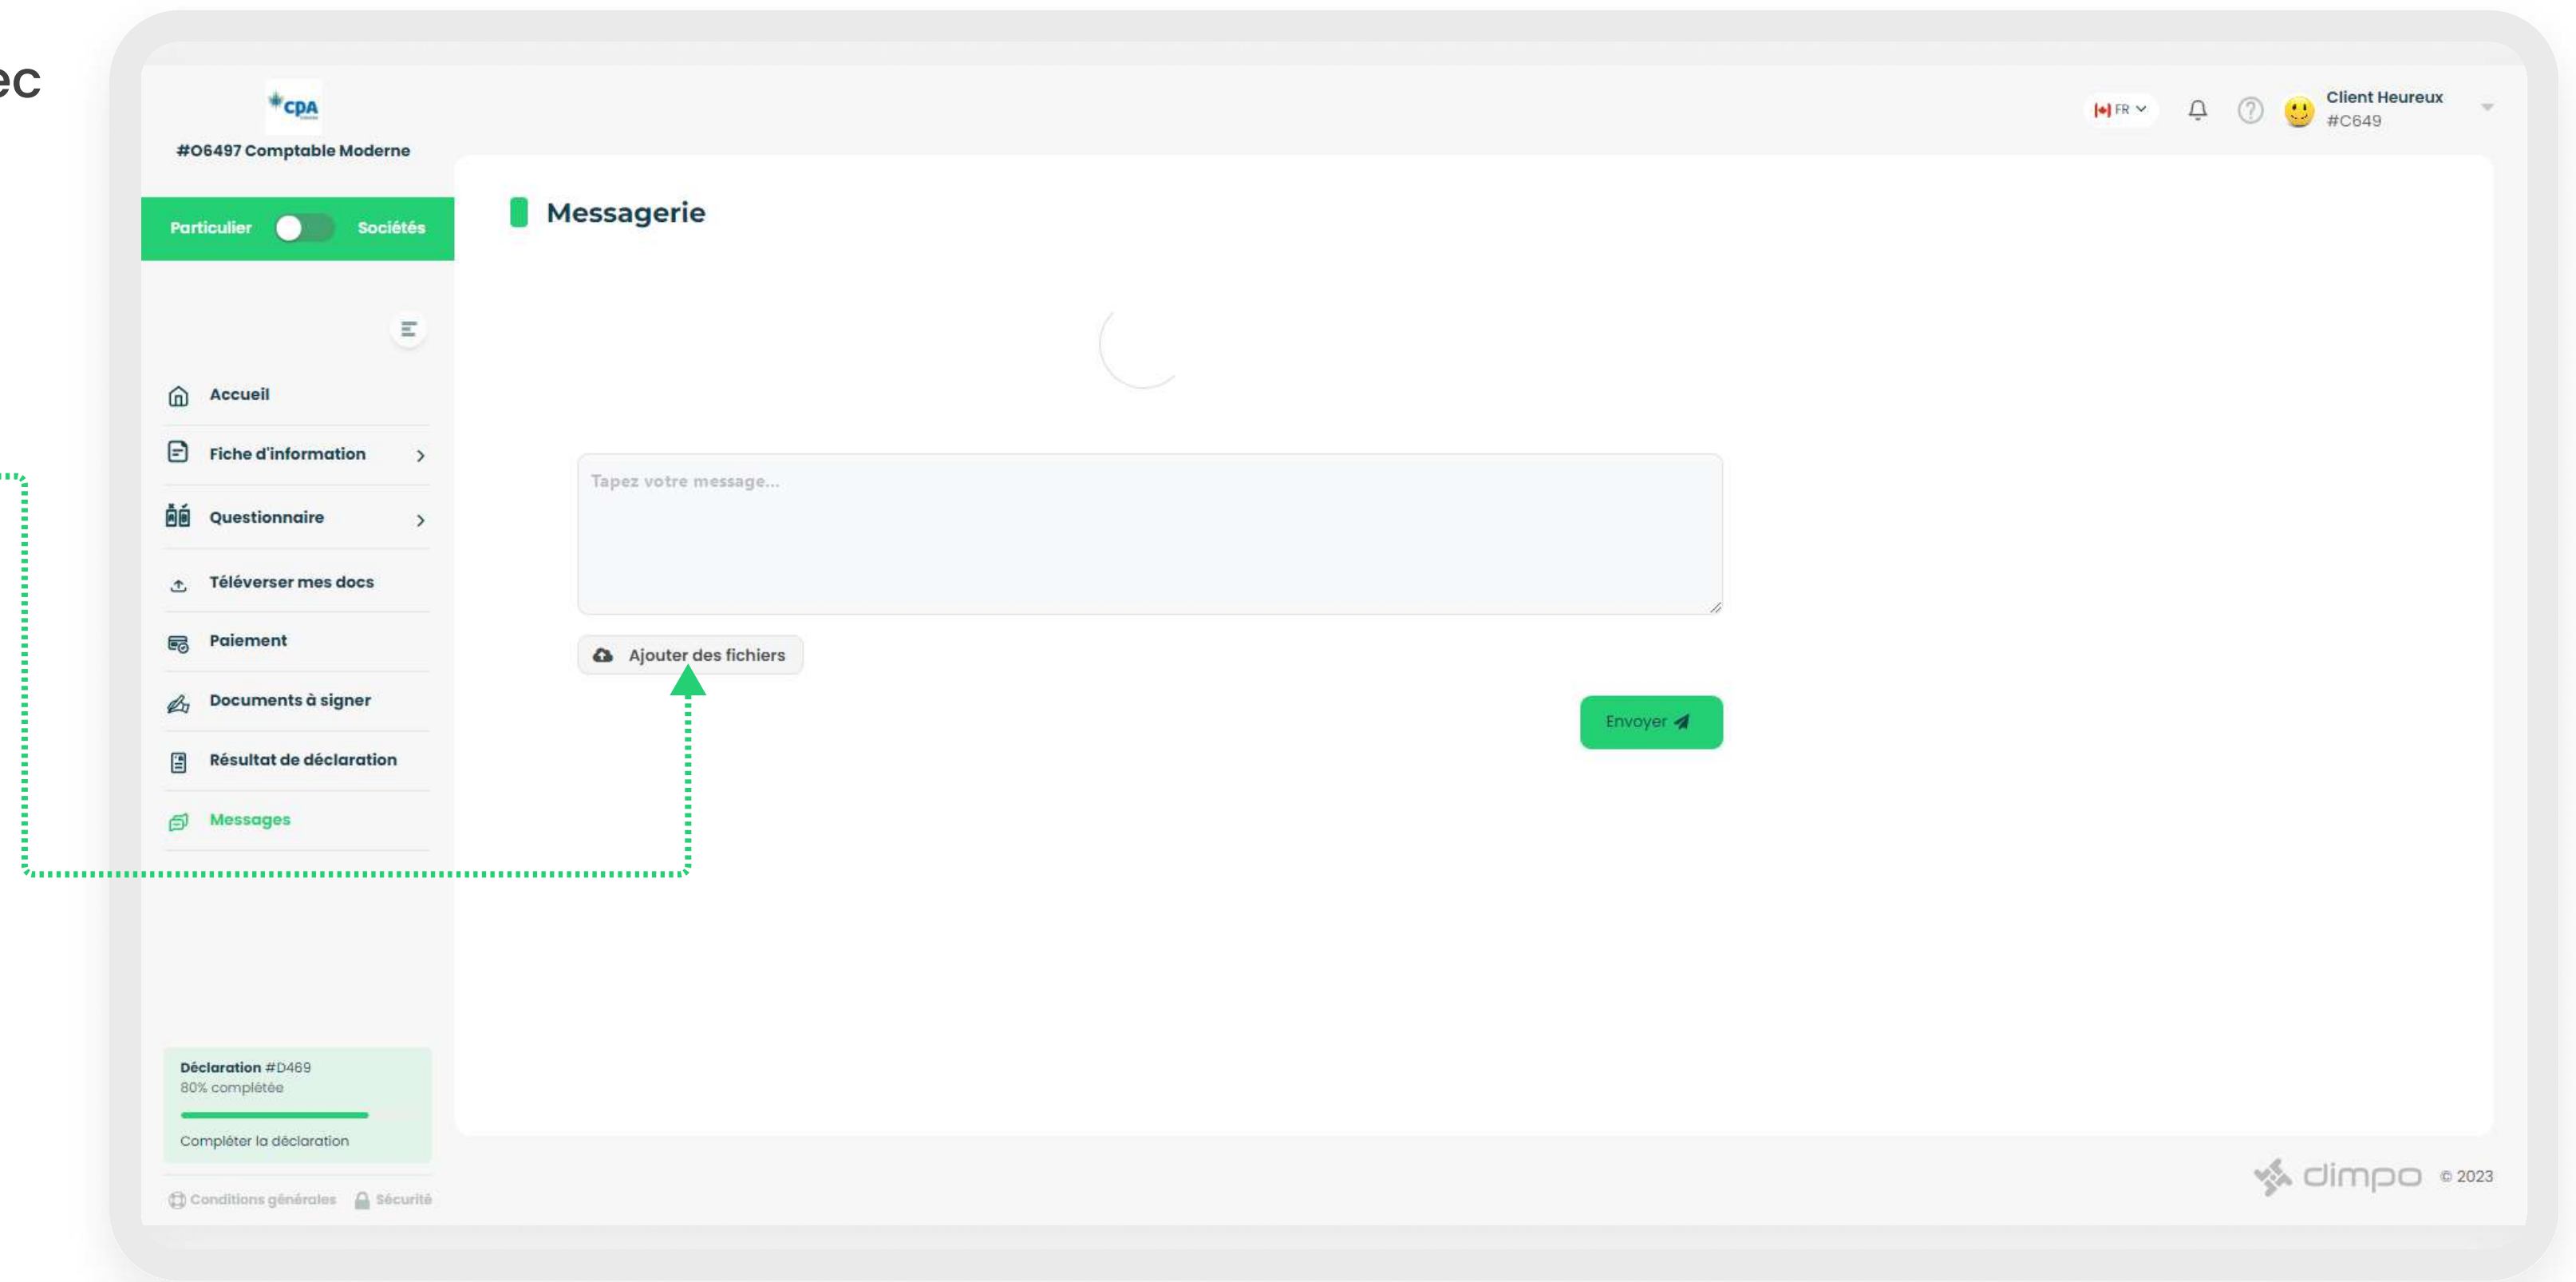 ec
cpa
#O6497 Comptable Moderne
FR
Client Heureux
#C649
Particulier Sociétés
Messagerie
Accueil
Fiche d'information
Questionnaire
Téléverser mes docs
Paiement
Documents à signer
Résultat de déclaration
Messages
Tapez votre message...
Ajouter des fichiers
Envoyer
Déclaration #D469
80% complétée
Compléter la déclaration
Conditions générales Sécurité
dimpo © 2023